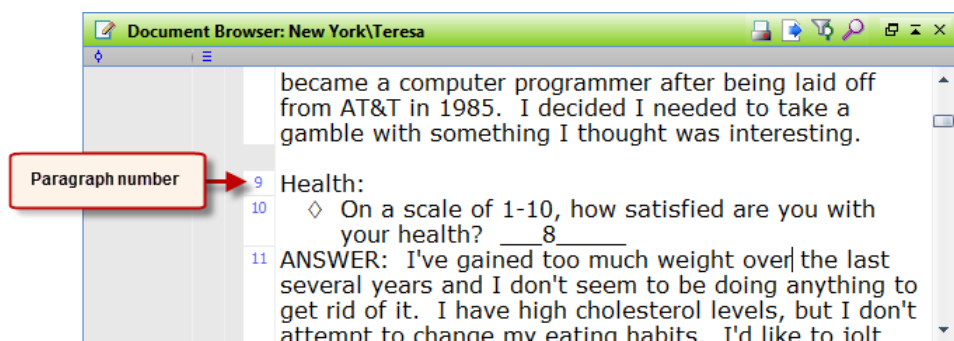 Document Browser: New York\Teresa
became a computer programmer after being laid off
from AT&T in 1985.  I decided I needed to take a
gamble with something I thought was interesting.
Paragraph number
9 Health:
10 ◊ On a scale of 1-10, how satisfied are you with
your health?  ___8_____
11 ANSWER:  I've gained too much weight over the last
several years and I don't seem to be doing anything to
get rid of it.  I have high cholesterol levels, but I don't
attempt to change my eating habits.  I'd like to jolt